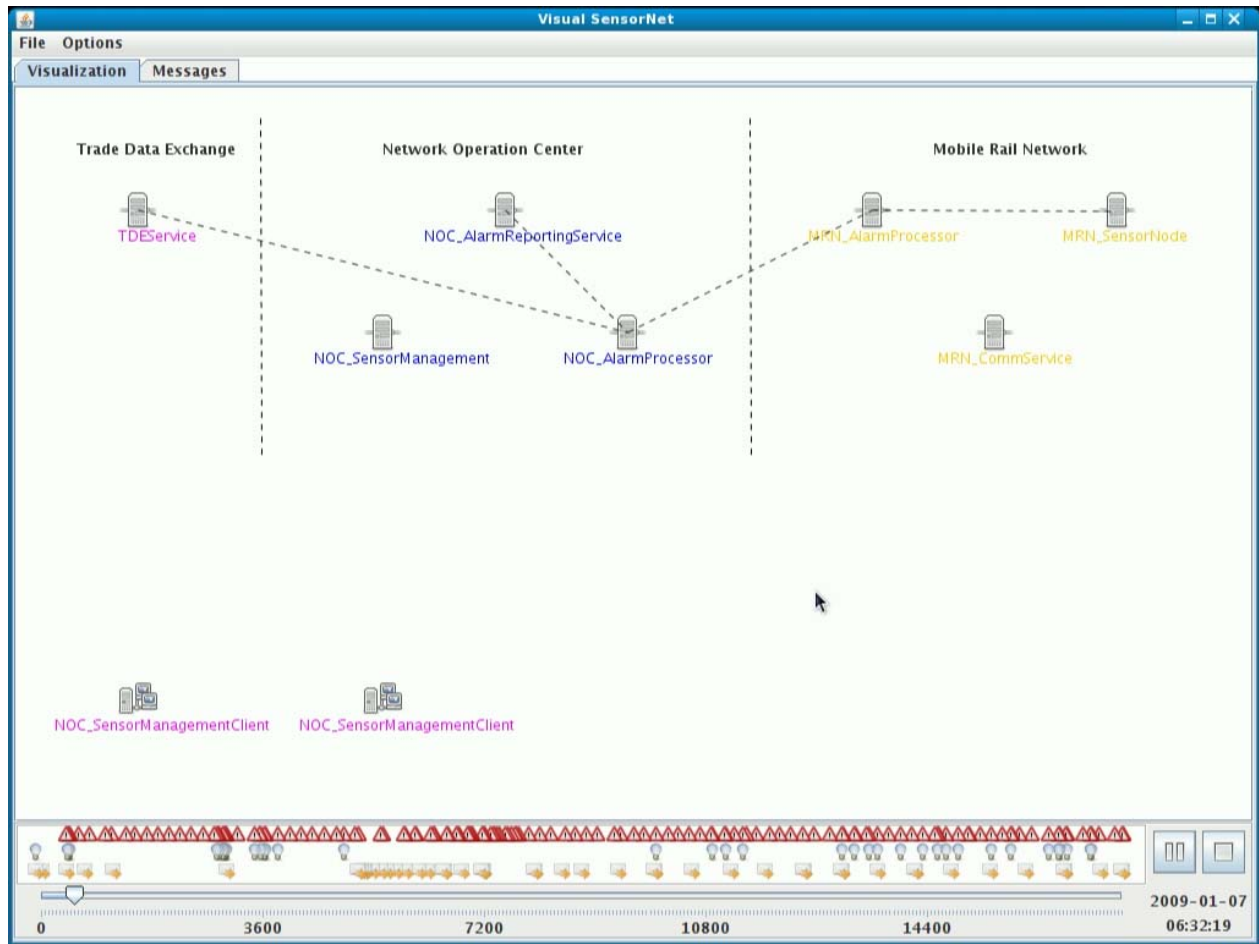 Visual SensorNet
File Options
Visualization Messages
Trade Data Exchange Network Operation Center Mobile Rail Network
TDEService NOC_AlarmReportingService MRN_AlarmProcessor MRN_SensorNode
NOC_SensorManagement NOC_AlarmProcessor MRN_CommService
NOC_SensorManagementClient NOC_SensorManagementClient
2009-01-07
0 3600 7200 10800 14400 06:32:19